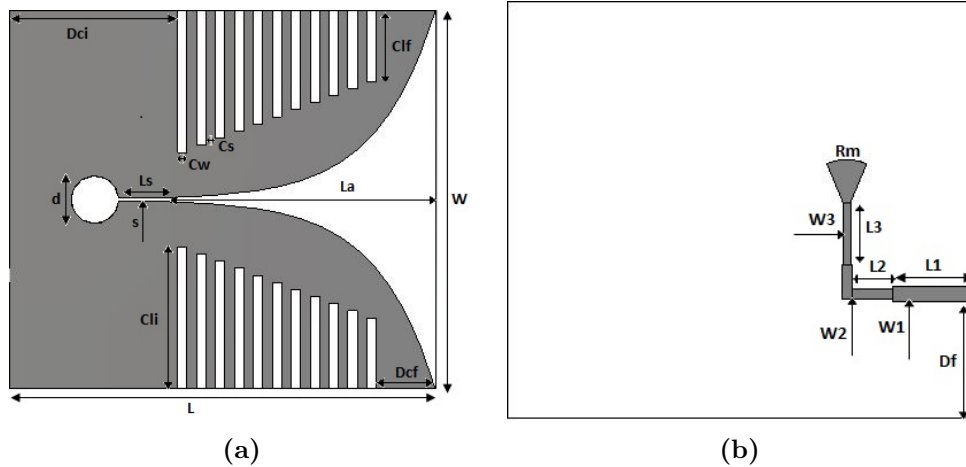 Dci
Clf
Cs
Cw
Ls
La
W
d
s
Cli
Dcf
L
(a)
Rm
W3
L3
L2
L1
W2
W1
Df
(b)